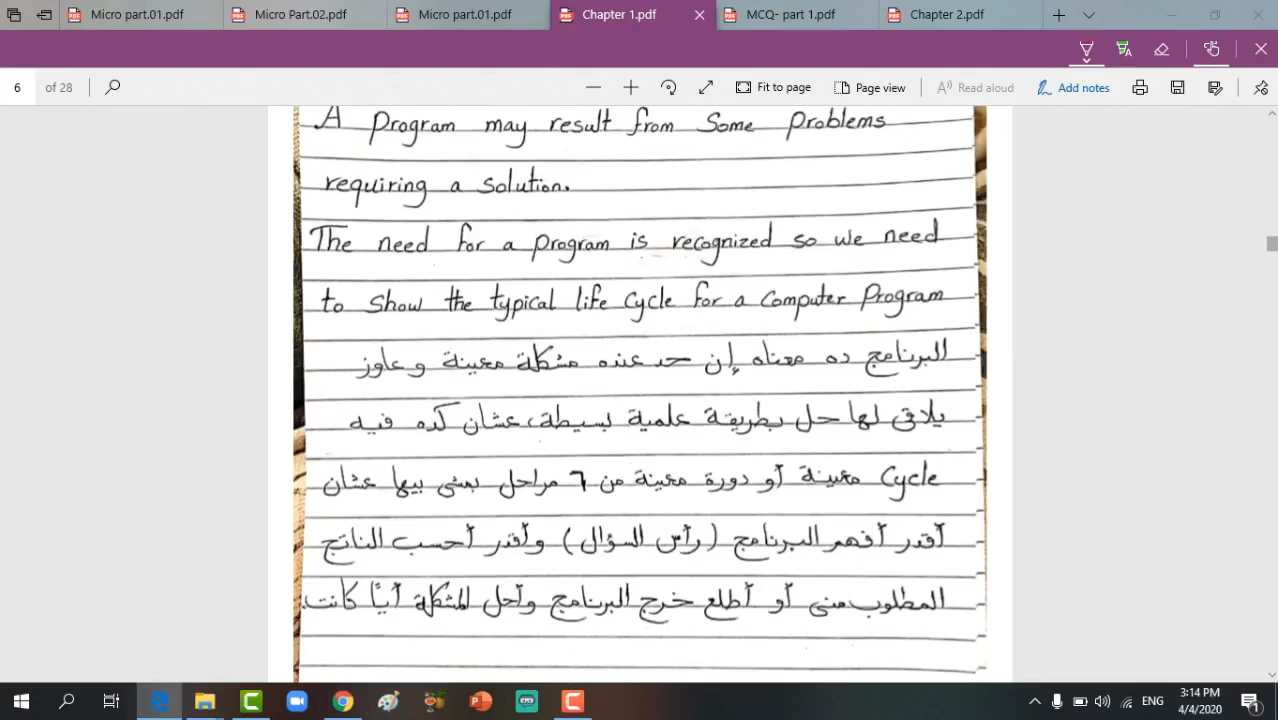 Micro part.01.pdf
Micro Part.02.pdf
Micro part.01.pdf
Chapter 1.pdf
MCQ- part 1.pdf
Chapter 2.pdf
6 of 28
Fit to page
Page view
Read aloud
Add notes
A Program may result from Some Problems
requiring a solution.
The need for a program is recognized so we need
to show the typical life cycle for a computer Program
البرنامج ده معناه إن حد عنده مشكلة معينة وعاوز
يلاقى لها حل بطريقة علمية بسيطة، عشان كده فيه
Cycle معينة أو دورة معينة من ٦ مراحل بمشى بيها عشان
أقدر أفهم البرنامج (رأس السؤال) وأقدر أحسب الناتج
المطلوب منى أو أطلع خرج البرنامج وأحل المشكلة أيًا كانت.
ENG
3:14 PM
4/4/2020